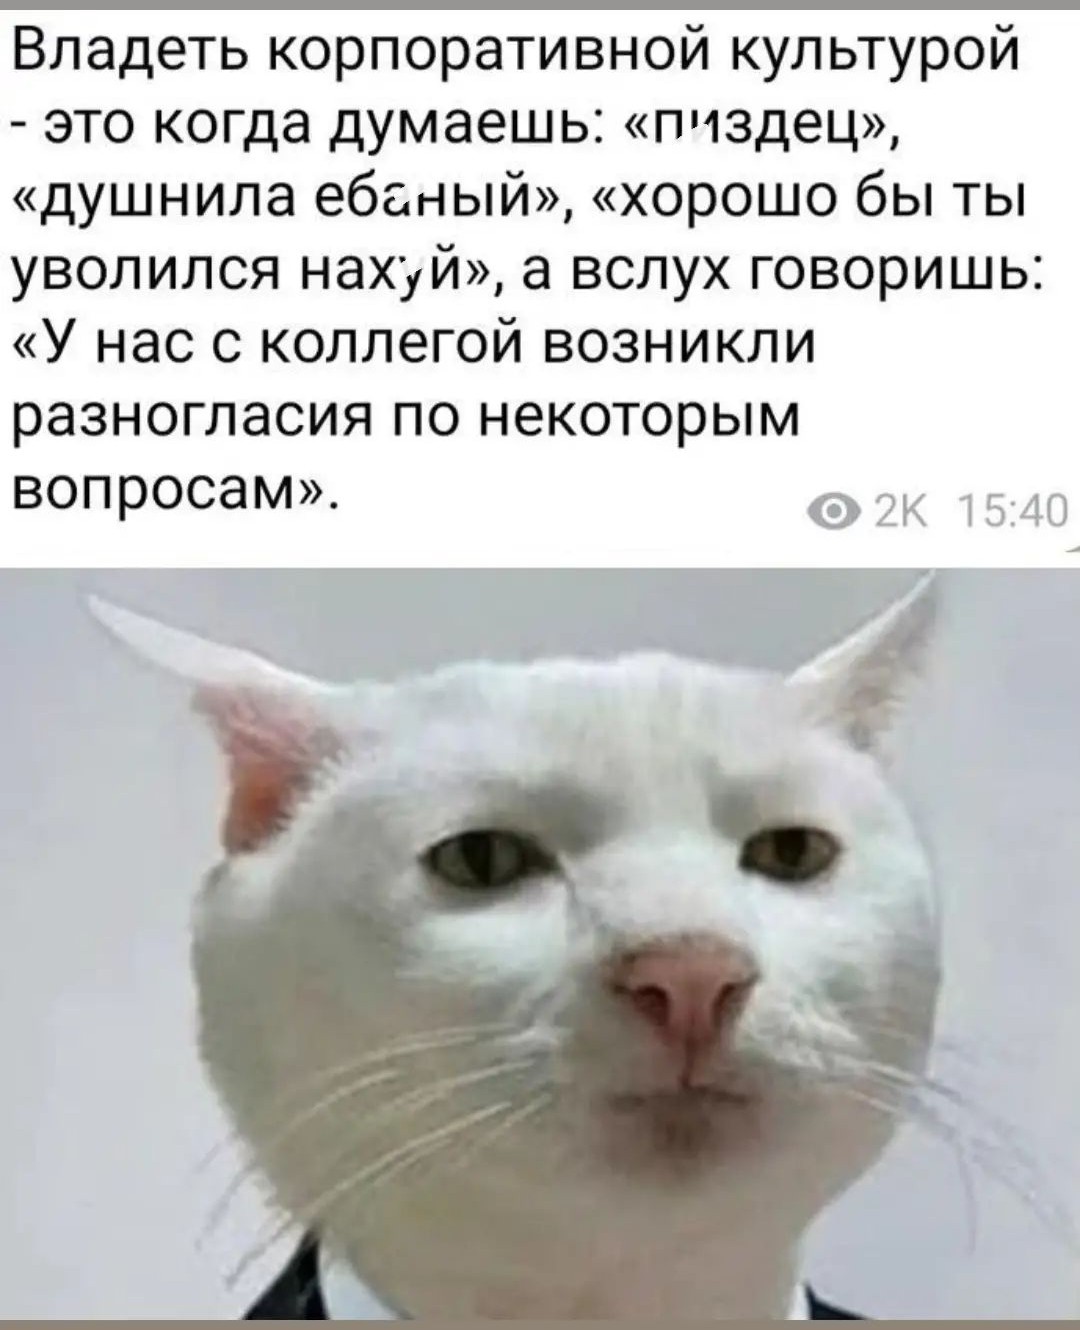 Владеть корпоративной культурой
- это когда думаешь: «пиздец»,
«душнила ебаный», «хорошо бы ты
уволился нахуй», а вслух говоришь:
«У нас с коллегой возникли
разногласия по некоторым
вопросам».
2K 15:40